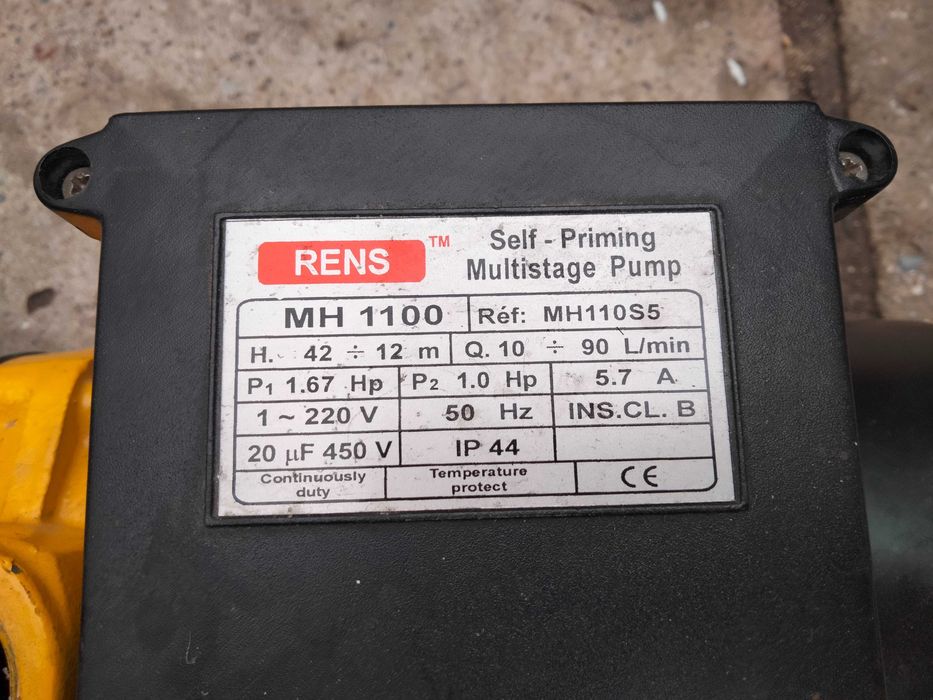 RENS TM
Self - Priming
Multistage Pump
MH 1100 Réf: MH110S5
H. 42 ÷ 12 m Q. 10 ÷ 90 L/min
P1 1.67 Hp P2 1.0 Hp 5.7 A
1 ~ 220 V 50 Hz INS.CL. B
20 µF 450 V IP 44
Continuously duty Temperature protect CE